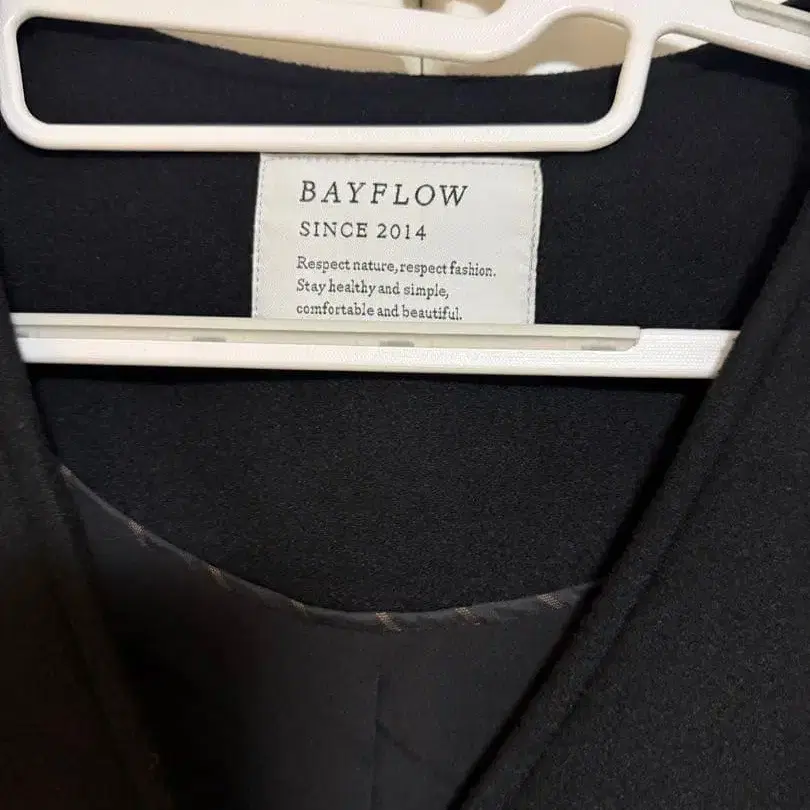 BAYFLOW
SINCE 2014
Respect nature, respect fashion.
Stay healthy and simple,
comfortable and beautiful.